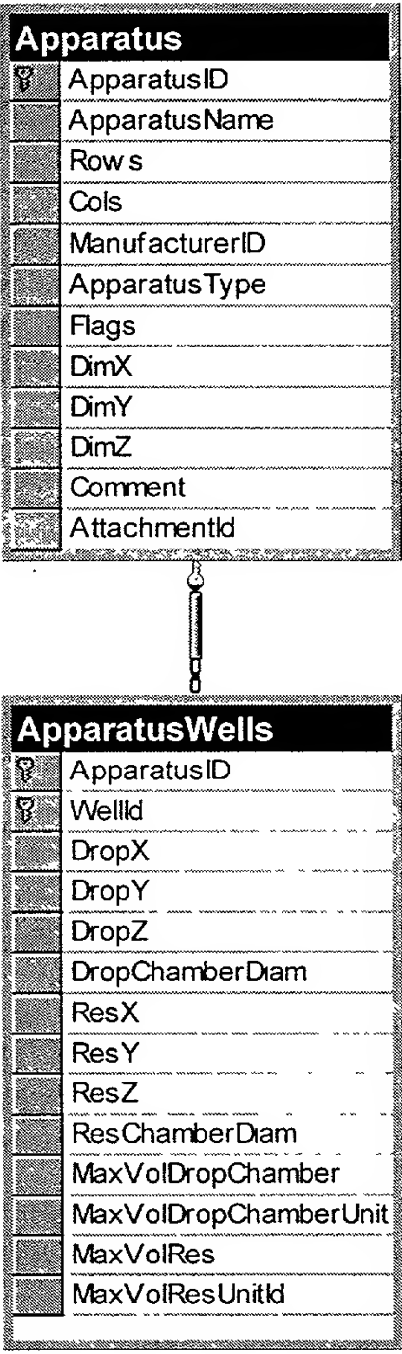 Apparatus
ApparatusID
ApparatusName
Rows
Cols
ManufacturerID
ApparatusType
Flags
DimX
DimY
DimZ
Comment
AttachmentId
ApparatusWells
ApparatusID
WellId
DropX
DropY
DropZ
DropChamberDiam
ResX
ResY
ResZ
ResChamberDiam
MaxVolDropChamber
MaxVolDropChamberUnit
MaxVolRes
MaxVolResUnitId